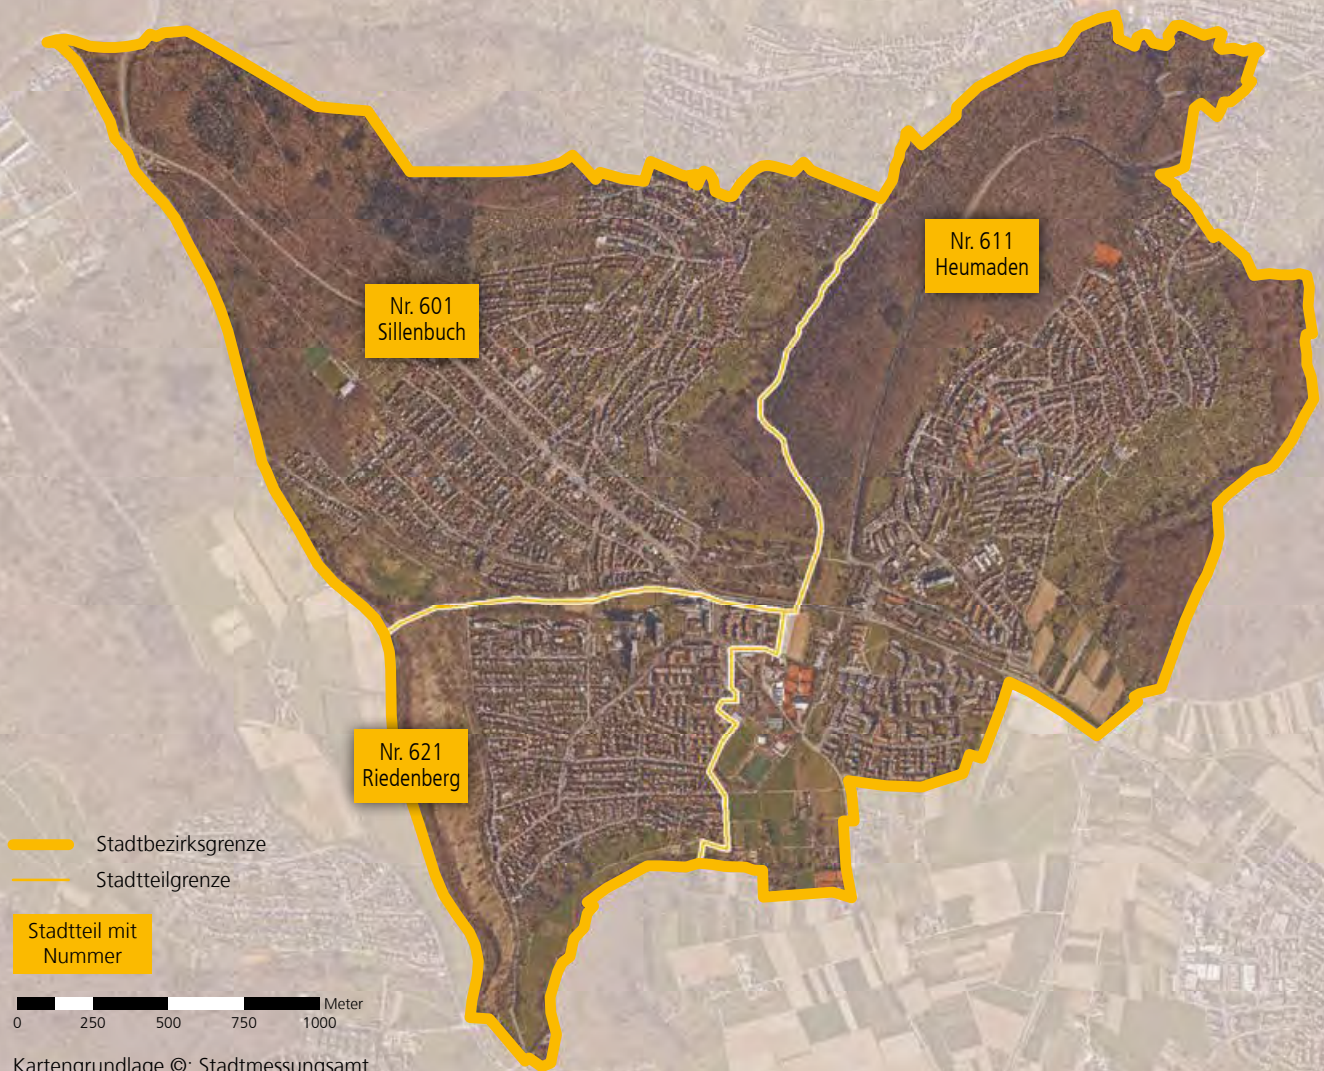 Nr. 611
Heumaden
Nr. 601
Sillenbuch
Nr. 621
Riedenberg
Stadtbezirksgrenze
Stadtteilgrenze
Stadtteil mit
Nummer
Meter
0 250 500 750 1000
Kartengrundlage ©: Stadtmessungsamt